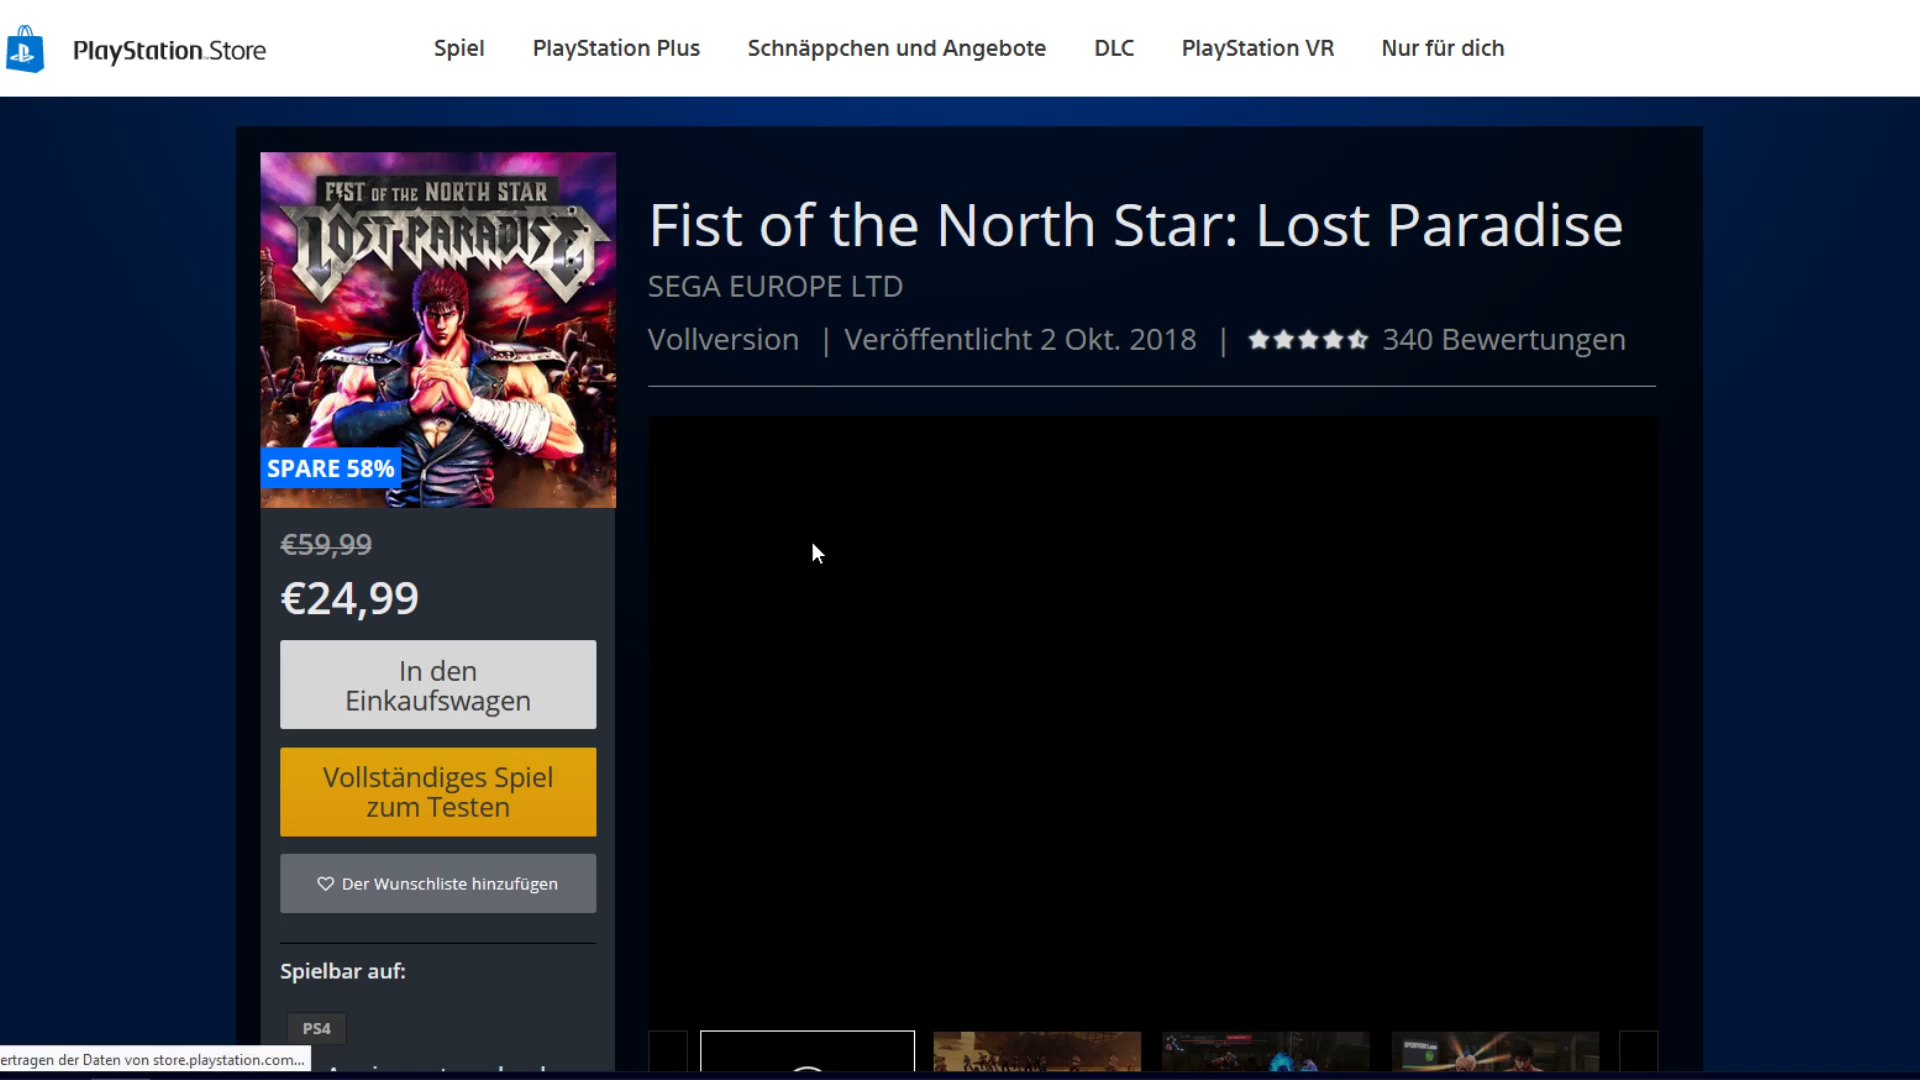 PlayStation Store
Spiel
PlayStation Plus
Schnäppchen und Angebote
DLC
PlayStation VR
Nur für dich
FIST OF THE NORTH STAR
LOST PARADISE
SPARE 58%
Fist of the North Star: Lost Paradise
SEGA EUROPE LTD
Vollversion | Veröffentlicht 2 Okt. 2018 | 340 Bewertungen
€59,99
€24,99
In den
Einkaufswagen
Vollständiges Spiel
zum Testen
Der Wunschliste hinzufügen
Spielbar auf:
PS4
ertragen der Daten von store.playstation.com...